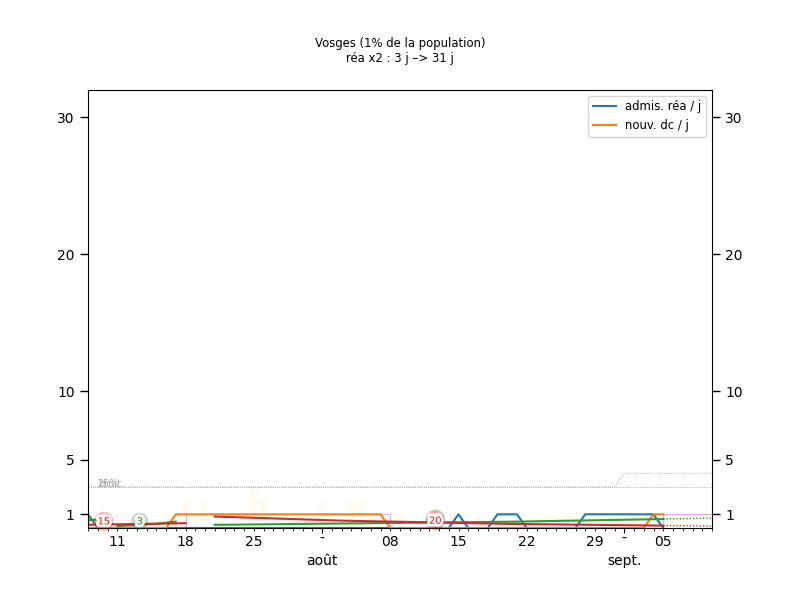 Vosges (1% de la population)
réa x2 : 3 j –> 31 j
admis. réa / j
nouv. dc / j
30 30
20 20
10 10
5 5
1 1
15 3 20
11 18 25 - 08 15 22 29 - 05
août sept.